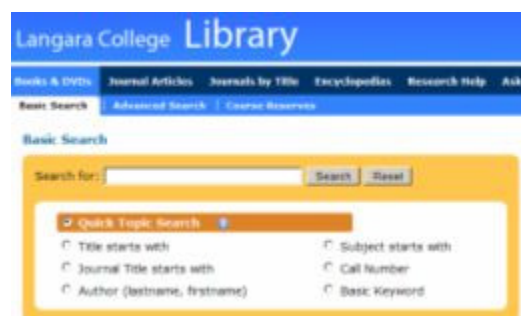 Langara College Library
Books & DVDs Journal Articles Journals by Title Encyclopedias Research Help Ask
Basic Search | Advanced Search | Course Reserves
Basic Search
Search for: Search Reset
Quick Topic Search ?
Title starts with Subject starts with
Journal Title starts with Call Number
Author (lastname, firstname) Basic Keyword